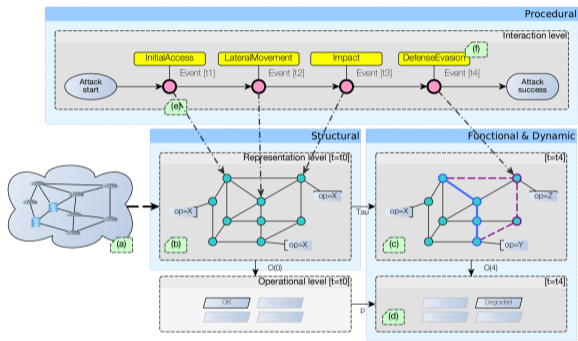 Procedural
Interaction level
InitialAccess
LateralMovement
Impact
DefenseEvasion
(f)
Event [t1]
Event [t2]
Event [t3]
Event [t4]
Attack start
Attack success
(e)
Structural
Functional & Dynamic
Representation level [t=t0]
[t=t4]
op=X
op=X
op=X
(b)
(a)
Tau
op=X
op=Z
op=Y
(c)
O(0)
O(4)
Operational level [t=t0]
[t=t4]
OK
p
Degraded
(d)